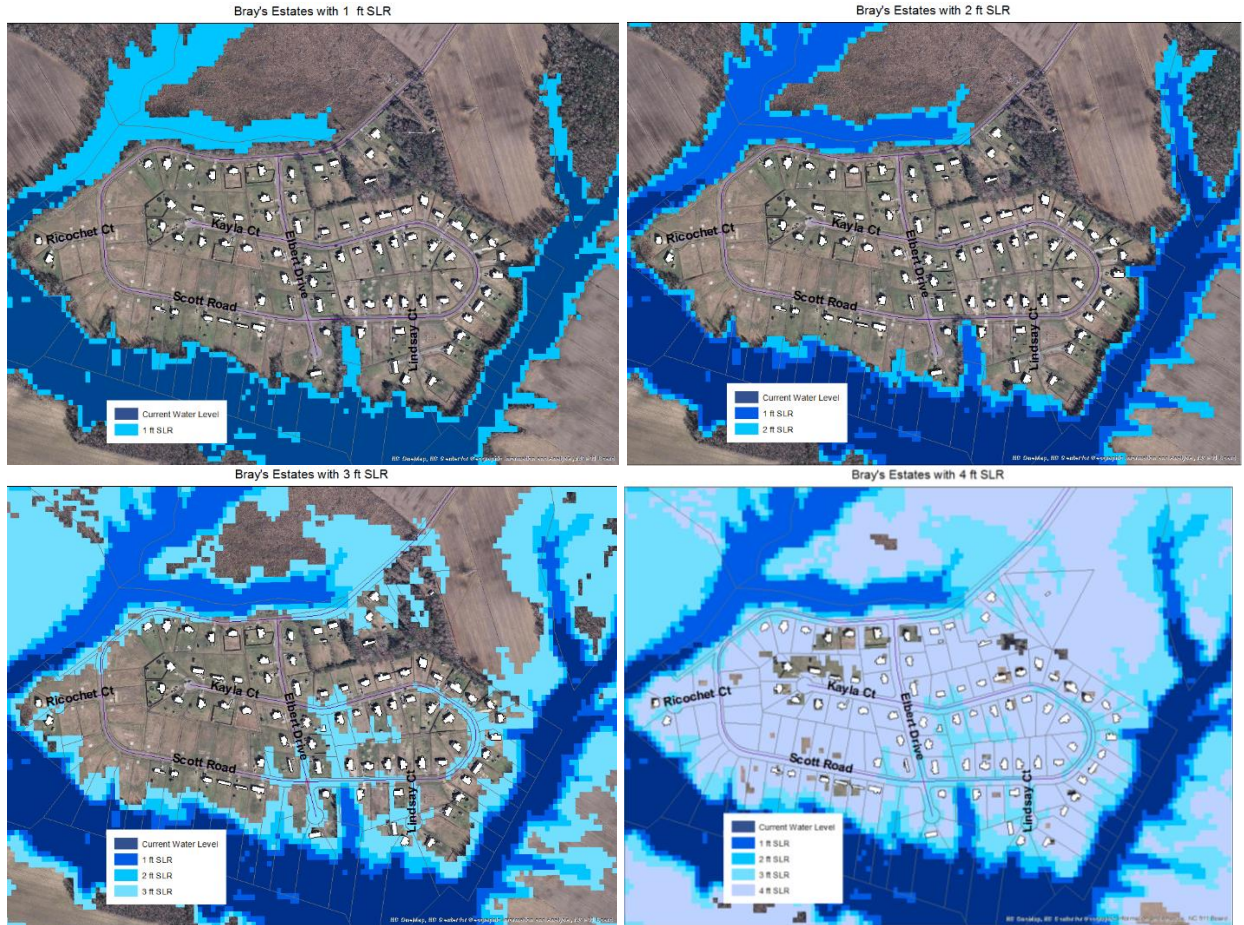 Bray's Estates with 1 ft SLR
Ricochet Ct
Kayla Ct
Elbert Drive
Scott Road
Lindsay Ct
Current Water Level
1 ft SLR
Bray's Estates with 2 ft SLR
Ricochet Ct
Kayla Ct
Elbert Drive
Scott Road
Lindsay Ct
Current Water Level
1 ft SLR
2 ft SLR
Bray's Estates with 3 ft SLR
Ricochet Ct
Kayla Ct
Elbert Drive
Scott Road
Lindsay Ct
Current Water Level
1 ft SLR
2 ft SLR
3 ft SLR
Bray's Estates with 4 ft SLR
Ricochet Ct
Kayla Ct
Elbert Drive
Scott Road
Lindsay Ct
Current Water Level
1 ft SLR
2 ft SLR
3 ft SLR
4 ft SLR